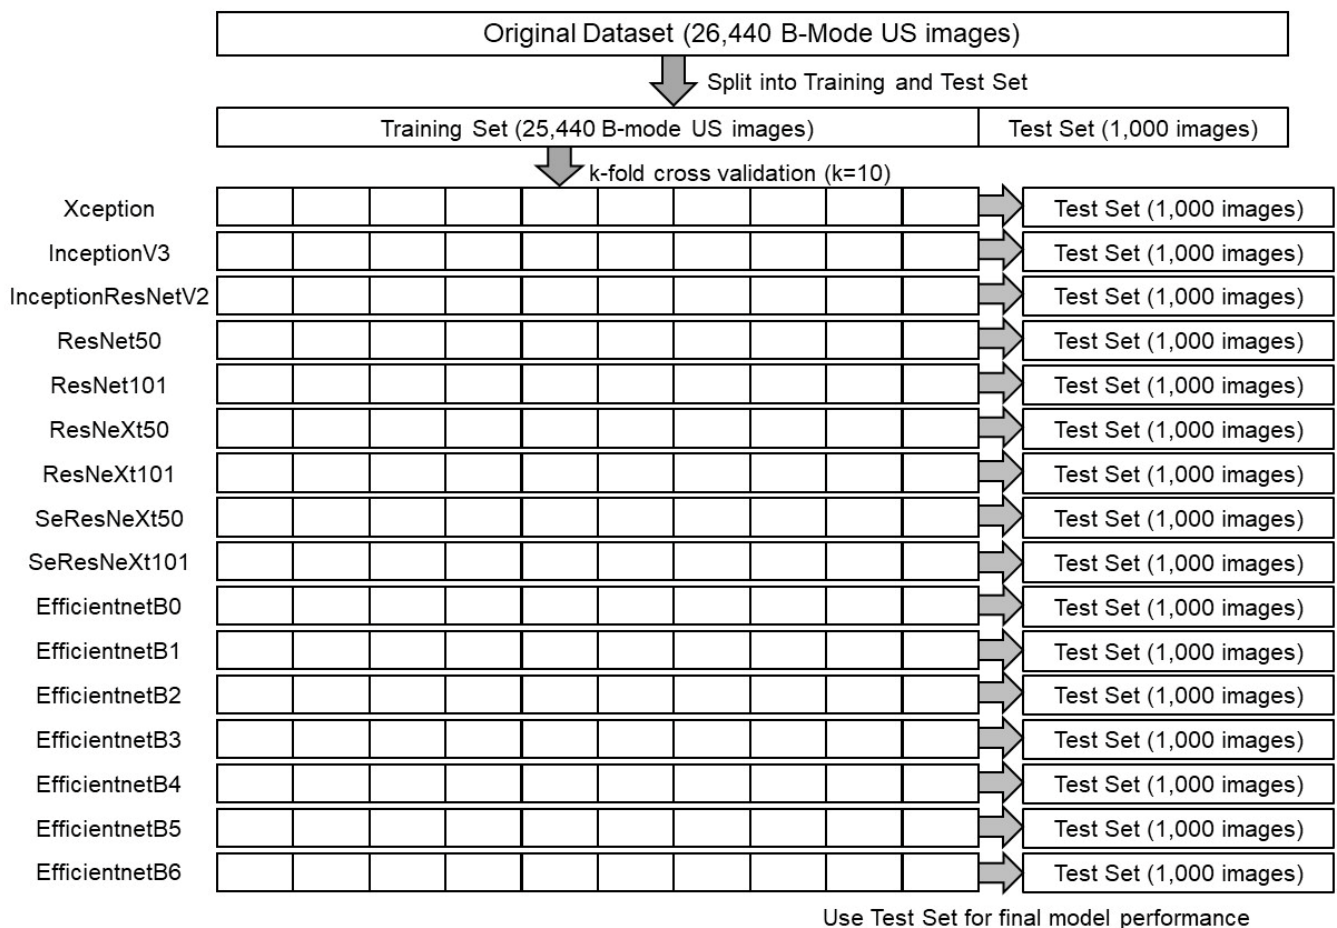 Original Dataset (26,440 B-Mode US images)
Split into Training and Test Set
Training Set (25,440 B-mode US images) Test Set (1,000 images)
k-fold cross validation (k=10)
Xception Test Set (1,000 images)
InceptionV3 Test Set (1,000 images)
InceptionResNetV2 Test Set (1,000 images)
ResNet50 Test Set (1,000 images)
ResNet101 Test Set (1,000 images)
ResNeXt50 Test Set (1,000 images)
ResNeXt101 Test Set (1,000 images)
SeResNeXt50 Test Set (1,000 images)
SeResNeXt101 Test Set (1,000 images)
EfficientnetB0 Test Set (1,000 images)
EfficientnetB1 Test Set (1,000 images)
EfficientnetB2 Test Set (1,000 images)
EfficientnetB3 Test Set (1,000 images)
EfficientnetB4 Test Set (1,000 images)
EfficientnetB5 Test Set (1,000 images)
EfficientnetB6 Test Set (1,000 images)
Use Test Set for final model performance